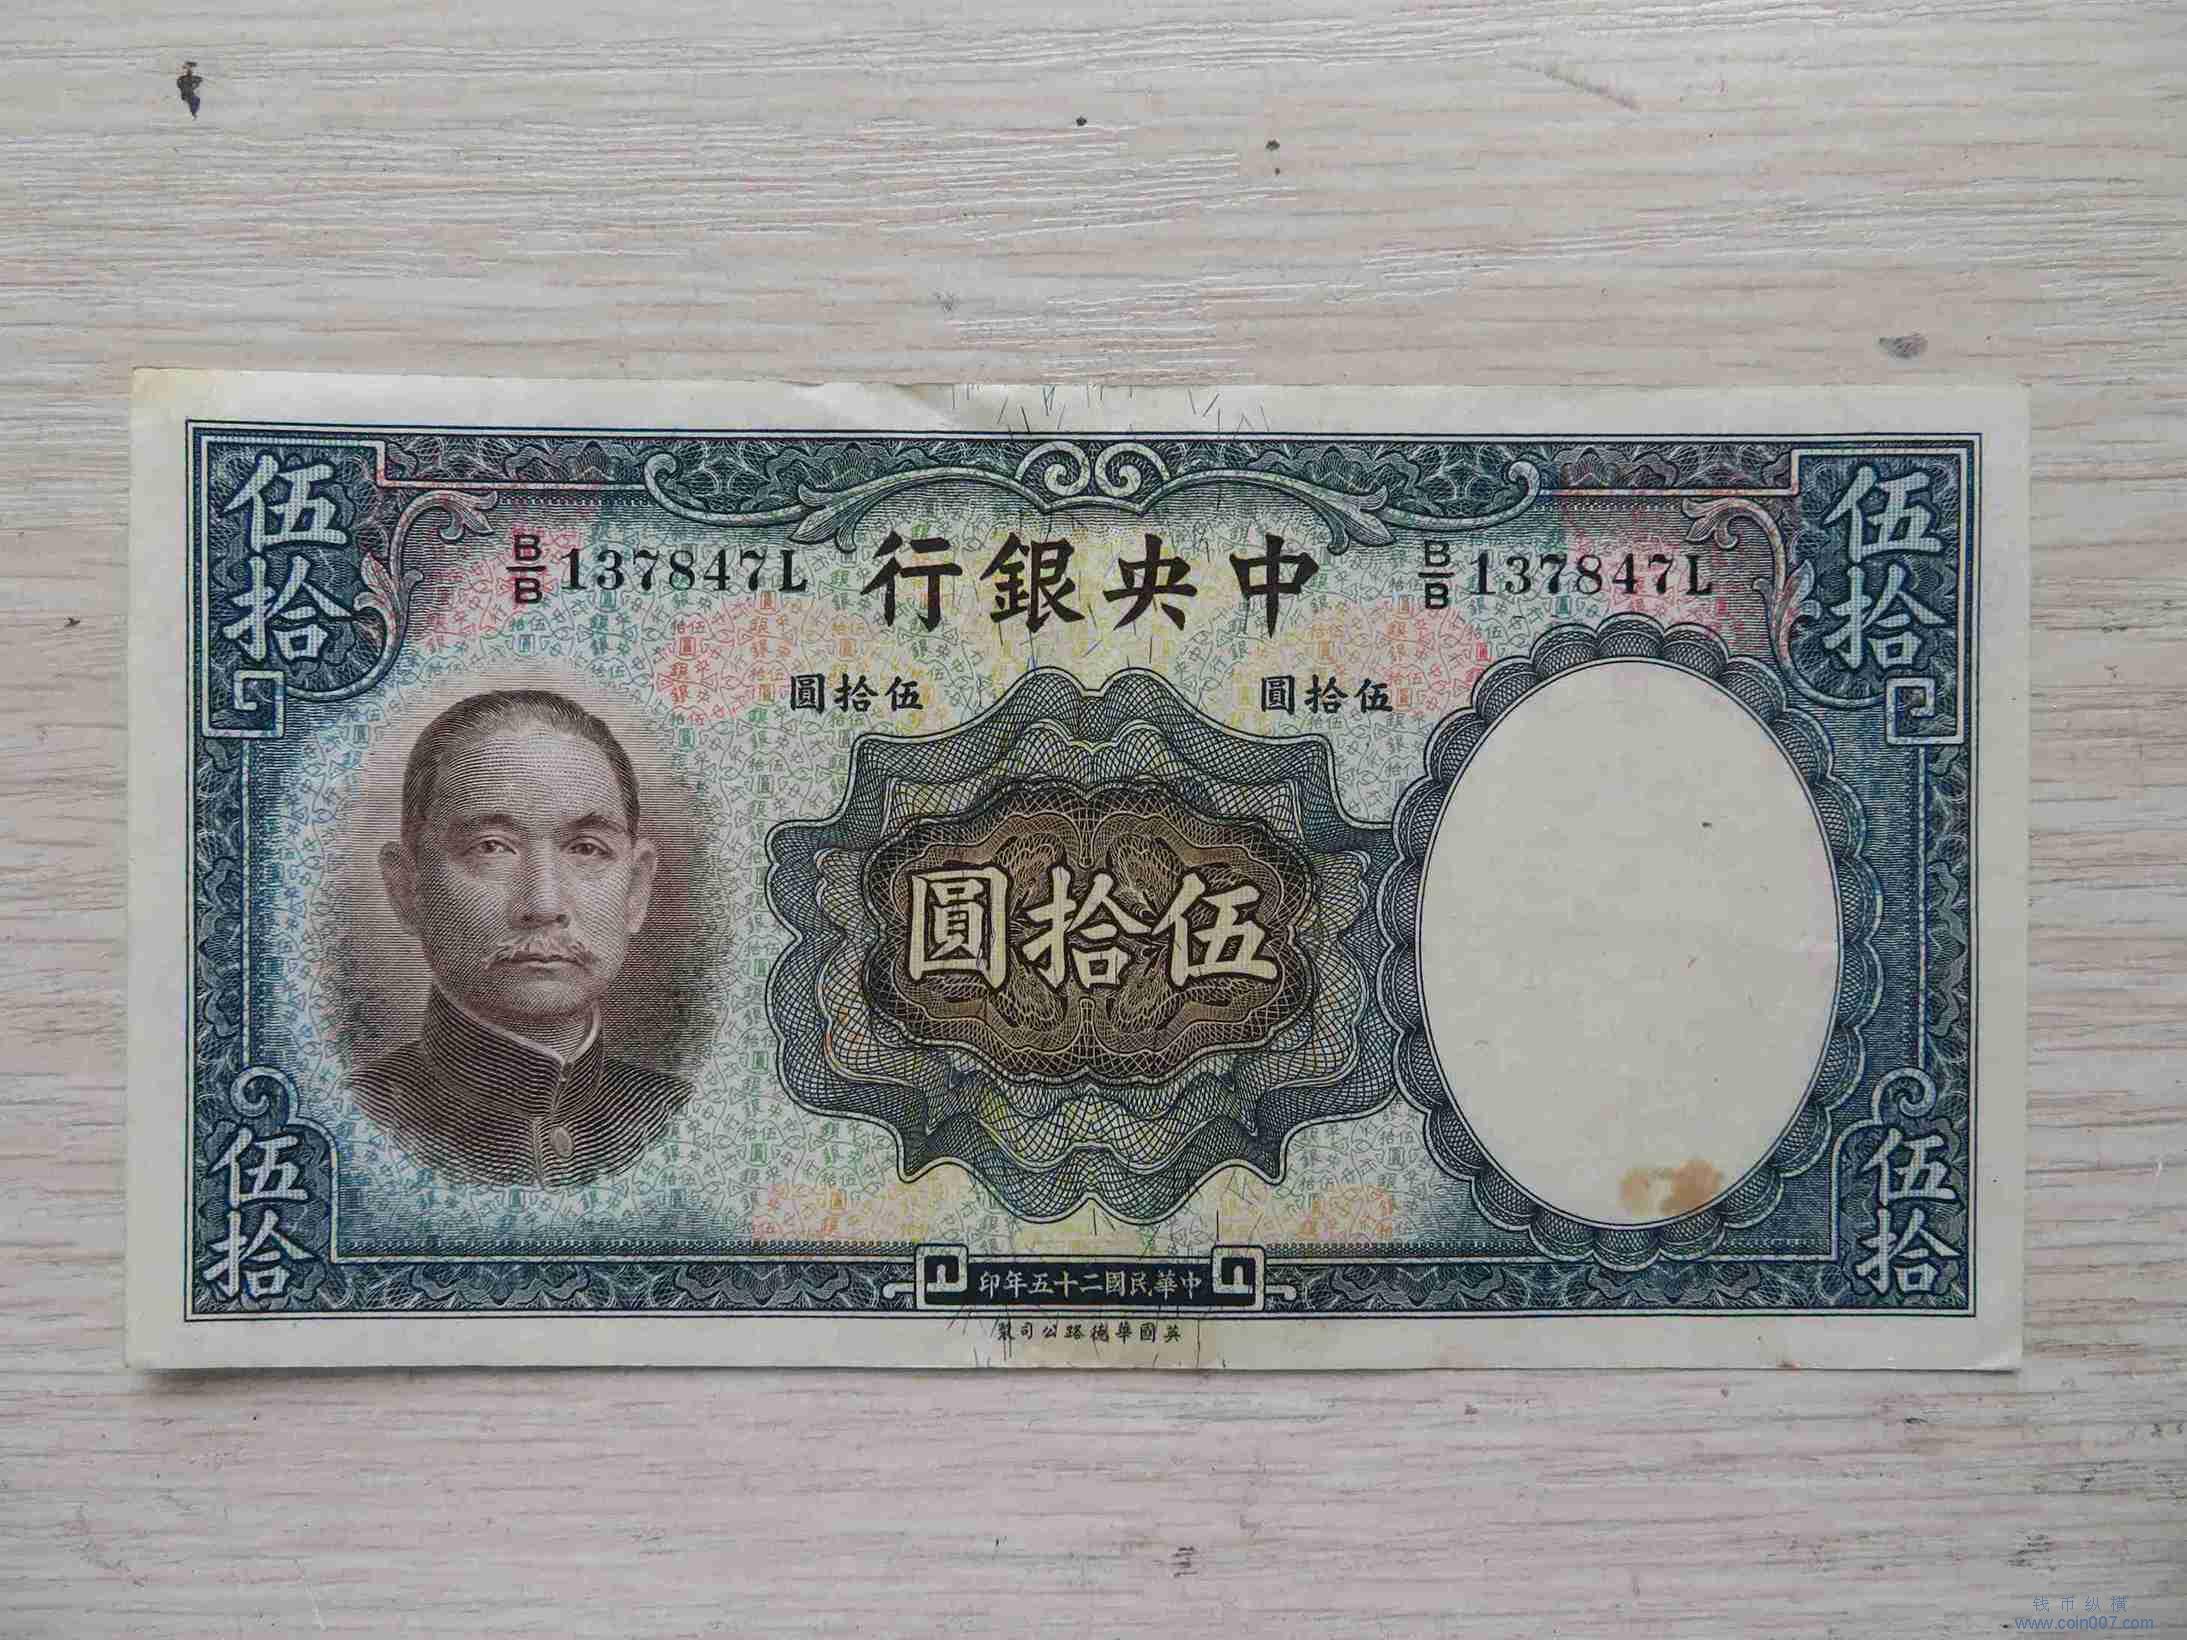 中央銀行
B/B 137847L
B/B 137847L
伍拾
伍拾
伍拾圓
伍拾圓
伍拾圓
伍拾
伍拾
中華民國二十五年印
英國華德路公司製
钱币纵横
www.coin007.com